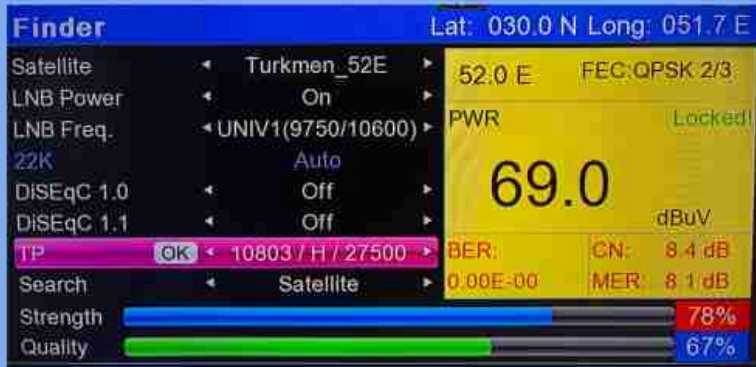 Finder Lat: 030.0 N Long: 051.7 E
Satellite Turkmen_52E
LNB Power On
LNB Freq. UNIV1(9750/10600)
22K Auto
DiSEqC 1.0 Off
DiSEqC 1.1 Off
TP OK 10803 / H / 27500
Search Satellite
Strength 78%
Quality 67%
52.0 E FEC:QPSK 2/3
PWR Locked!
69.0
dBuV
BER: CN: 8.4 dB
0.00E-00 MER: 8.1 dB